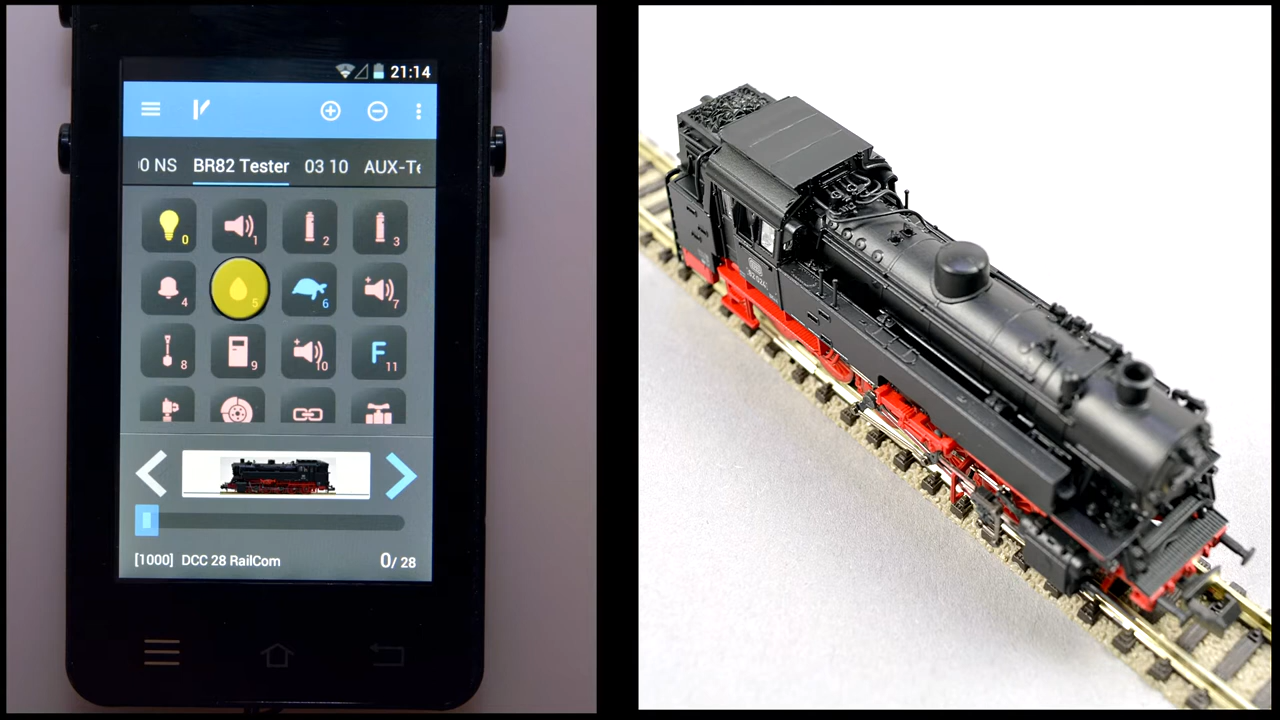 21:14
0 NS BR82 Tester 03 10 AUX-Te
0 1 2 3
4 5 6 7
8 9 10 F 11
[1000] DCC 28 RailCom 0/ 28